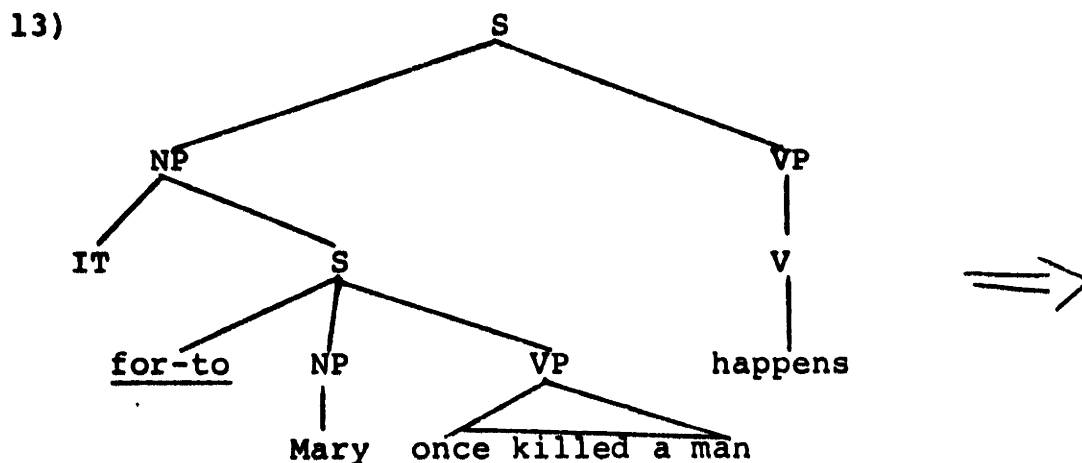 13) S
NP VP
IT S V
for-to NP VP happens
Mary once killed a man